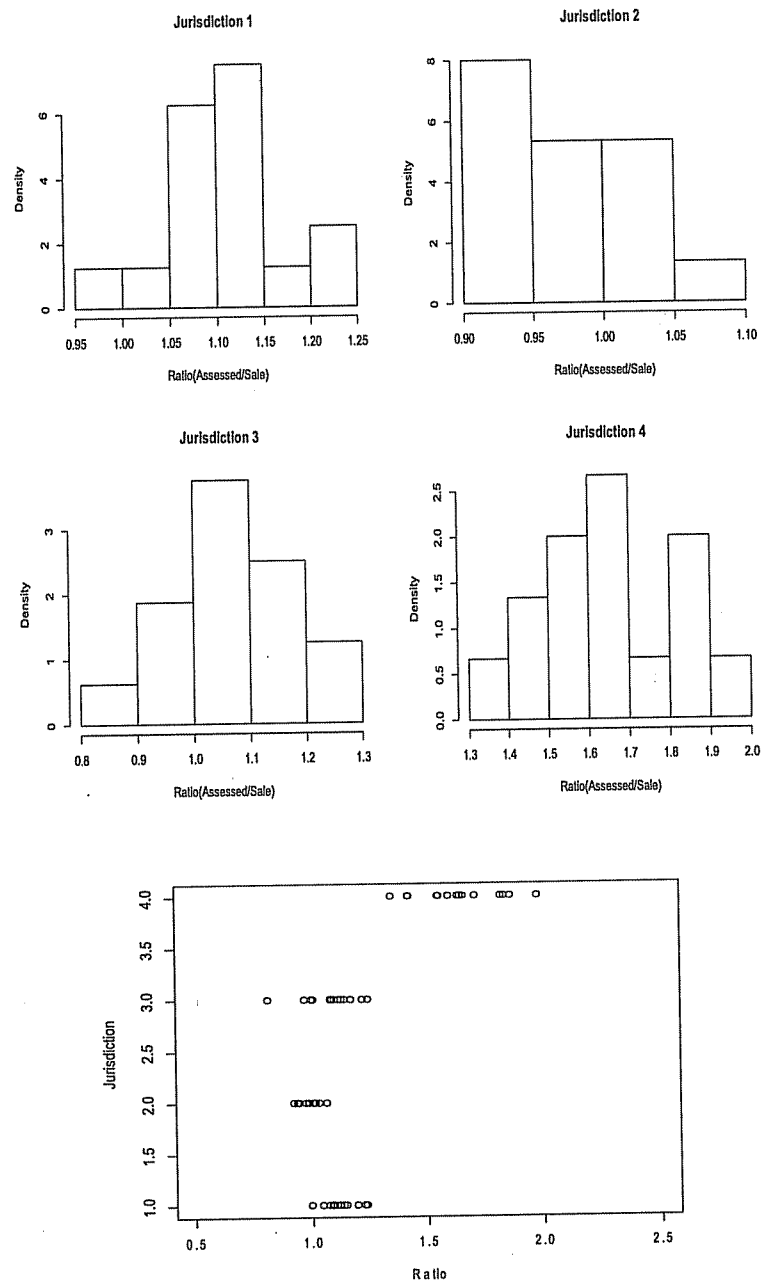 Jurisdiction 1
Density
0 2 4 6
0.95 1.00 1.05 1.10 1.15 1.20 1.25
Ratio(Assessed/Sale)
Jurisdiction 2
Density
0 2 4 6 8
0.90 0.95 1.00 1.05 1.10
Ratio(Assessed/Sale)
Jurisdiction 3
Density
0 1 2 3
0.8 0.9 1.0 1.1 1.2 1.3
Ratio(Assessed/Sale)
Jurisdiction 4
Density
0.0 0.5 1.0 1.5 2.0 2.5
1.3 1.4 1.5 1.6 1.7 1.8 1.9 2.0
Ratio(Assessed/Sale)
Jurisdiction
1.0 1.5 2.0 2.5 3.0 3.5 4.0
0.5 1.0 1.5 2.0 2.5
Ratio